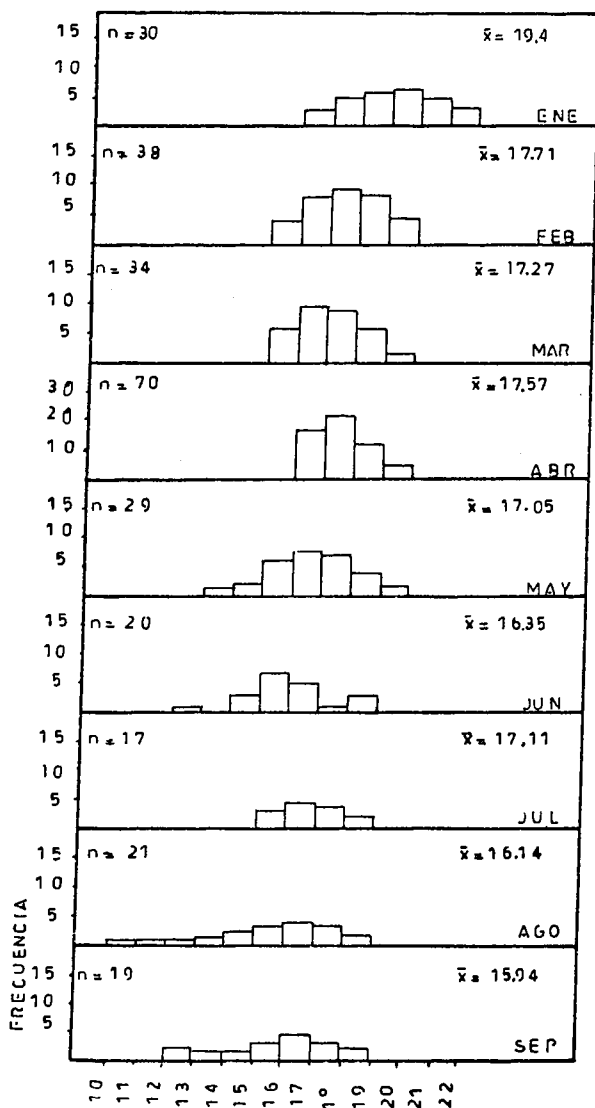 n = 30 x̄ = 19,4
15
10
5
ENE
n = 38 x̄ = 17.71
15
10
5
FEB
n = 34 x̄ = 17.27
15
10
5
MAR
n = 70 x̄ = 17.57
30
20
10
ABR
n = 29 x̄ = 17.05
15
10
5
MAY
n = 20 x̄ = 16,35
15
10
5
JUN
n = 17 x̄ = 17,11
15
10
5
JUL
n = 21 x̄ = 16.14
15
10
5
AGO
n = 19 x̄ = 15.94
15
10
5
SEP
FRECUENCIA
10 11 12 13 14 15 16 17 1° 19 20 21 22